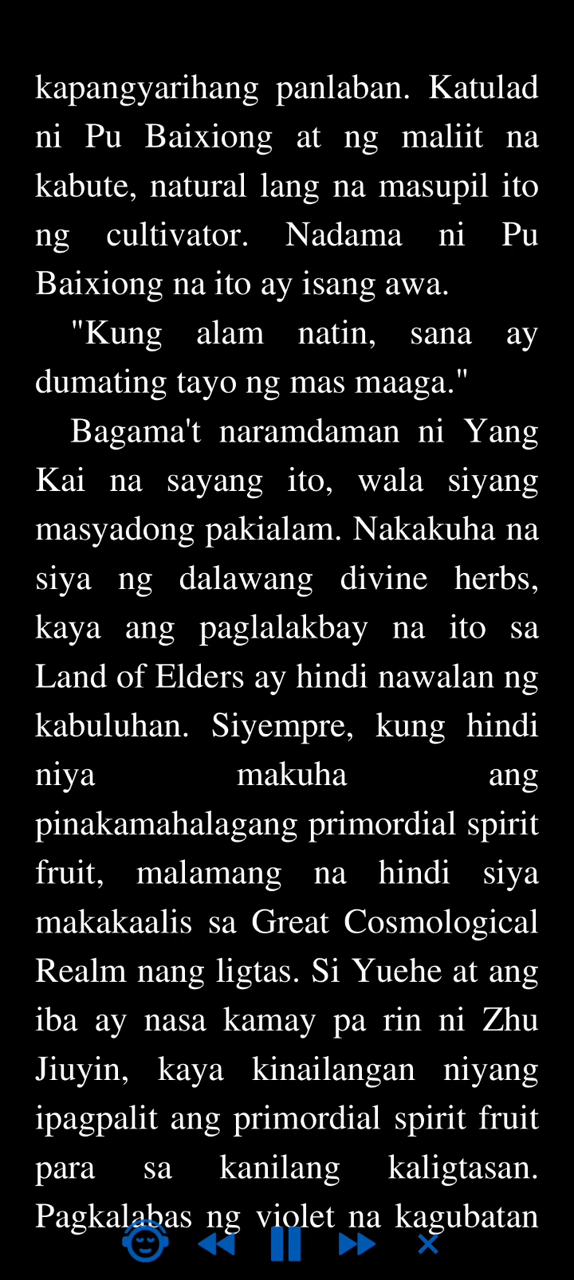 kapangyarihang panlaban. Katulad
ni Pu Baixiong at ng maliit na
kabute, natural lang na masupil ito
ng cultivator. Nadama ni Pu
Baixiong na ito ay isang awa.
"Kung alam natin, sana ay
dumating tayo ng mas maaga."
Bagama't naramdaman ni Yang
Kai na sayang ito, wala siyang
masyadong pakialam. Nakakuha na
siya ng dalawang divine herbs,
kaya ang paglalakbay na ito sa
Land of Elders ay hindi nawalan ng
kabuluhan. Siyempre, kung hindi
niya makuha ang
pinakamahalagang primordial spirit
fruit, malamang na hindi siya
makakaalis sa Great Cosmological
Realm nang ligtas. Si Yuehe at ang
iba ay nasa kamay pa rin ni Zhu
Jiuyin, kaya kinailangan niyang
ipagpalit ang primordial spirit fruit
para sa kanilang kaligtasan.
Pagkalabas ng violet na kagubatan